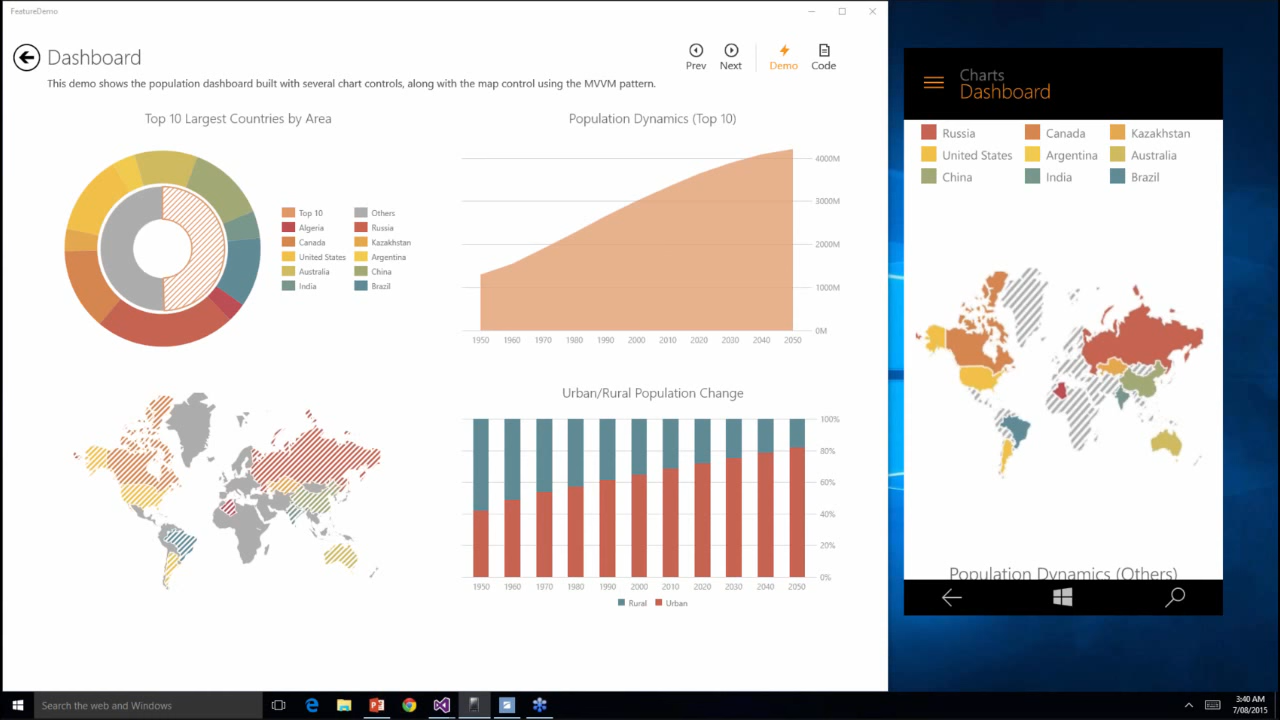 FeatureDemo
Dashboard
Prev Next Demo Code
This demo shows the population dashboard built with several chart controls, along with the map control using the MVVM pattern.
Top 10 Largest Countries by Area
Top 10 Others
Algeria Russia
Canada Kazakhstan
United States Argentina
Australia China
India Brazil
Population Dynamics (Top 10)
4000M
3000M
2000M
1000M
0M
1950 1960 1970 1980 1990 2000 2010 2020 2030 2040 2050
Urban/Rural Population Change
100%
80%
60%
40%
20%
0%
1950 1960 1970 1980 1990 2000 2010 2020 2030 2040 2050
Rural Urban
Charts
Dashboard
Russia Canada Kazakhstan
United States Argentina Australia
China India Brazil
Population Dynamics (Others)
Search the web and Windows
3:40 AM
7/08/2015